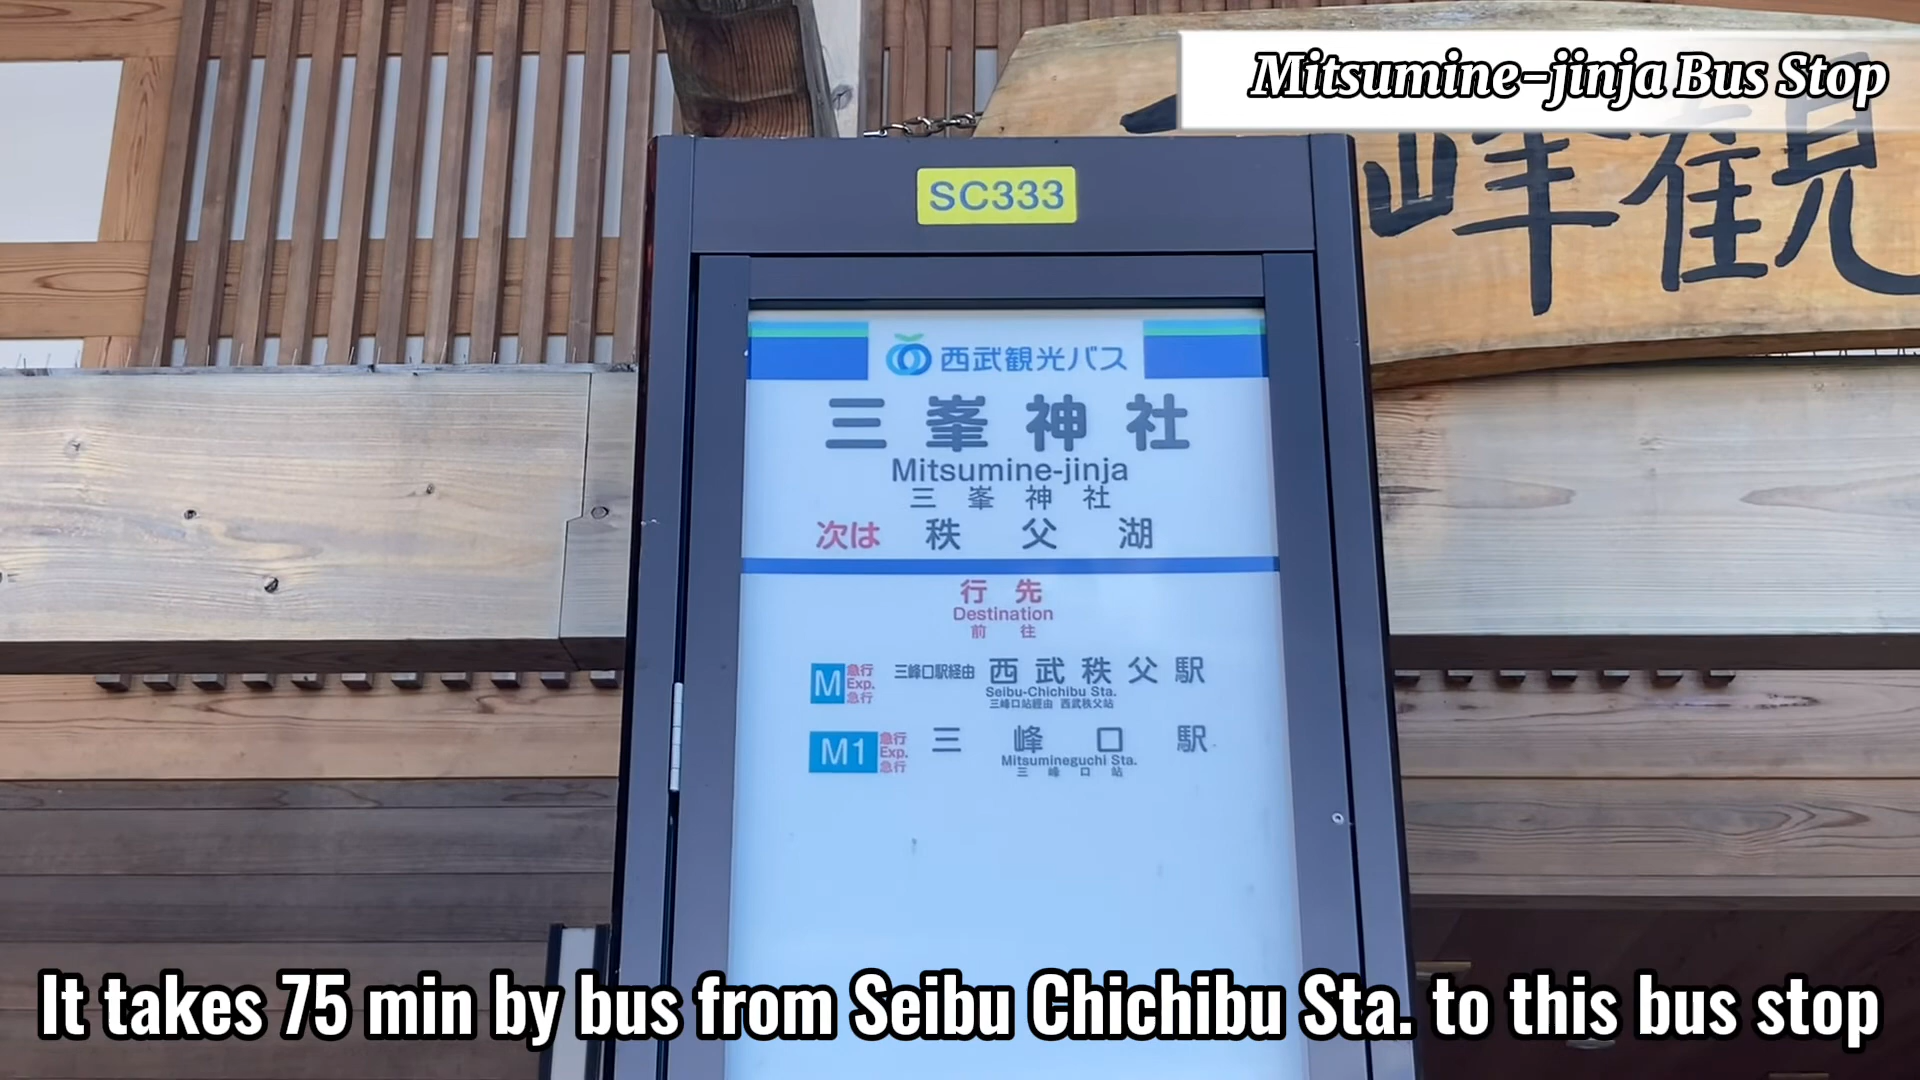 Mitsumine-jinja Bus Stop
峰観
SC333
西武観光バス
三峯神社
Mitsumine-jinja
三峯神社
次は 秩父湖
行先
Destination
前往
M 急行 Exp. 急行 三峰口駅経由 西武秩父駅
Seibu-Chichibu Sta.
三峰口站經由 西武秩父站
M1 急行 Exp. 急行 三峰口駅
Mitsumineguchi Sta.
三峰口站
It takes 75 min by bus from Seibu Chichibu Sta. to this bus stop